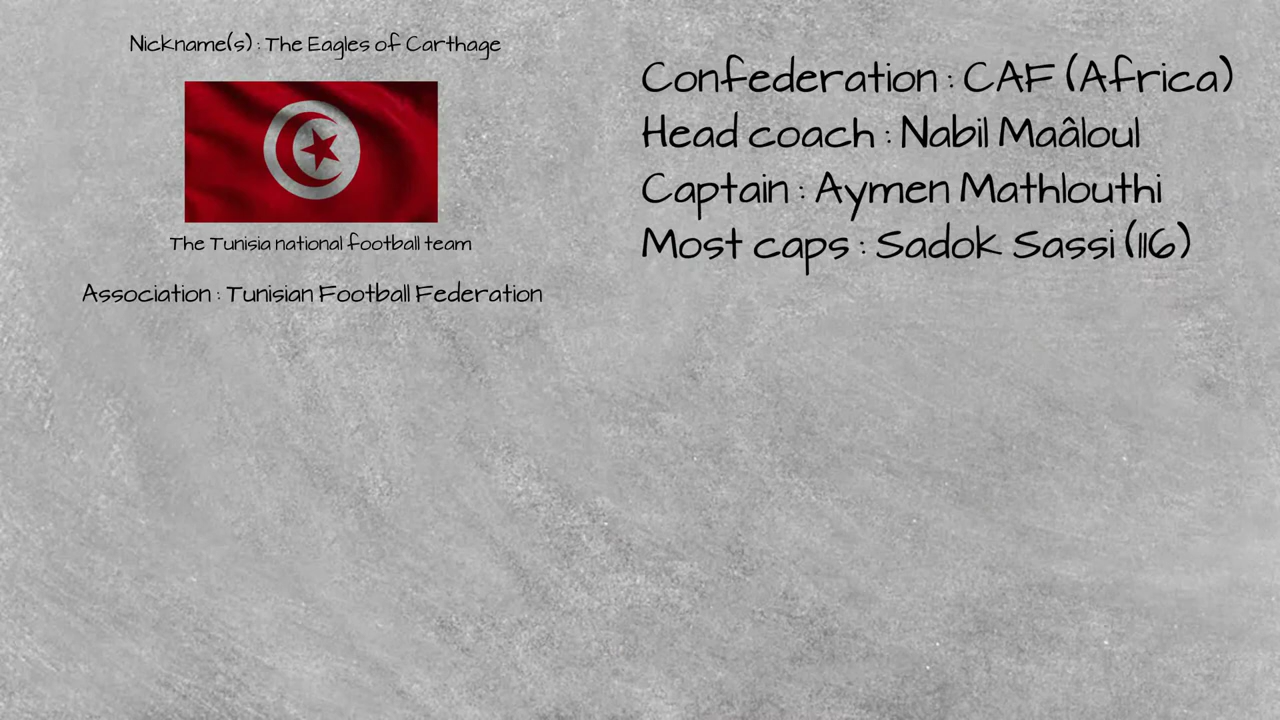 Nickname(s) : The Eagles of Carthage
The Tunisia national football team
Association : Tunisian Football Federation
Confederation : CAF (Africa)
Head coach : Nabil Maâloul
Captain : Aymen Mathlouthi
Most caps : Sadok Sassi (116)